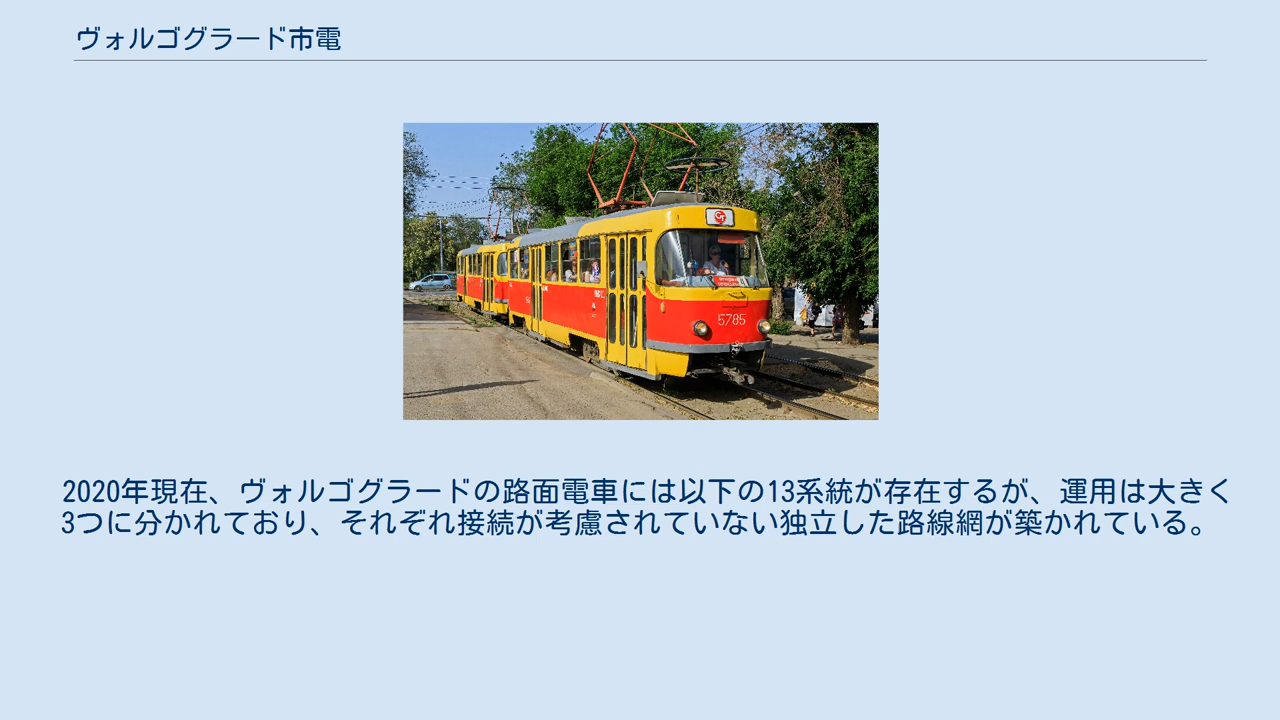 ヴォルゴグラード市電
5785
2020年現在、ヴォルゴグラードの路面電車には以下の13系統が存在するが、運用は大きく
3つに分かれており、それぞれ接続が考慮されていない独立した路線網が築かれている。